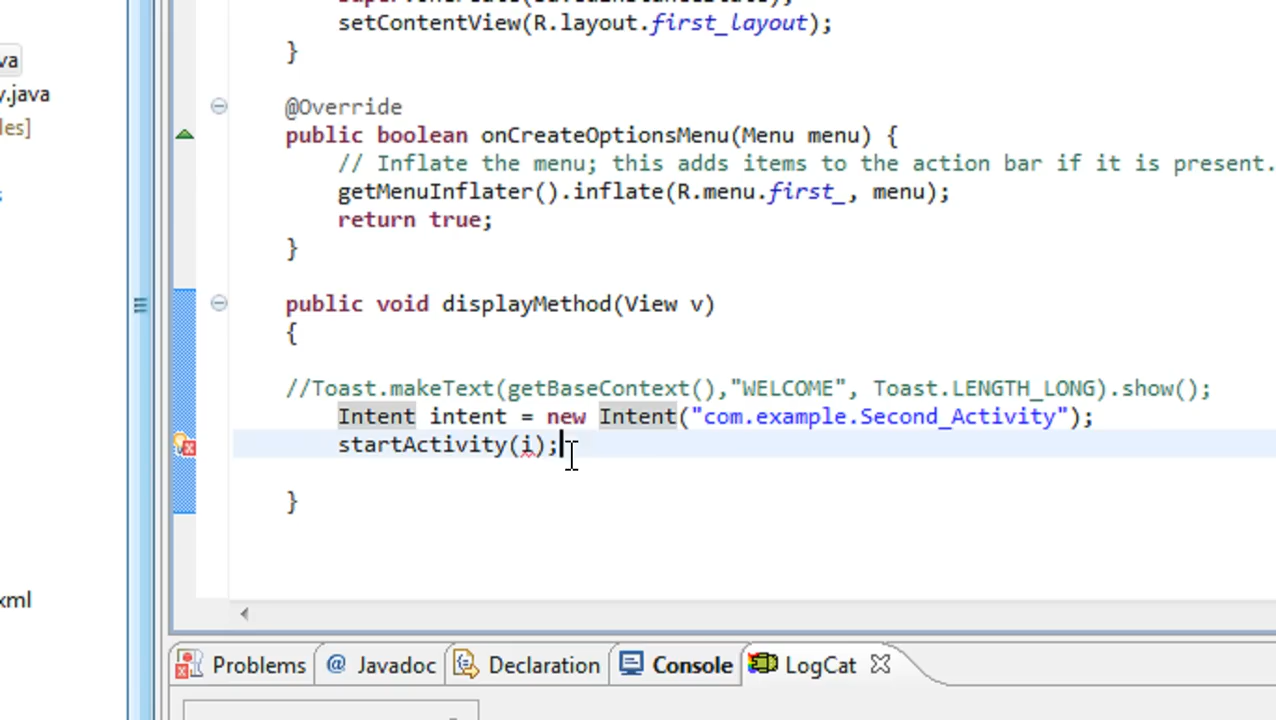 super.onCreate(savedInstanceState);
setContentView(R.layout.first_layout);
}
@Override
public boolean onCreateOptionsMenu(Menu menu) {
// Inflate the menu; this adds items to the action bar if it is present.
getMenuInflater().inflate(R.menu.first_, menu);
return true;
}
public void displayMethod(View v)
{
//Toast.makeText(getBaseContext(),"WELCOME", Toast.LENGTH_LONG).show();
Intent intent = new Intent("com.example.Second_Activity");
startActivity(i);
}
va
y.java
les]
xml
Problems @ Javadoc Declaration Console LogCat